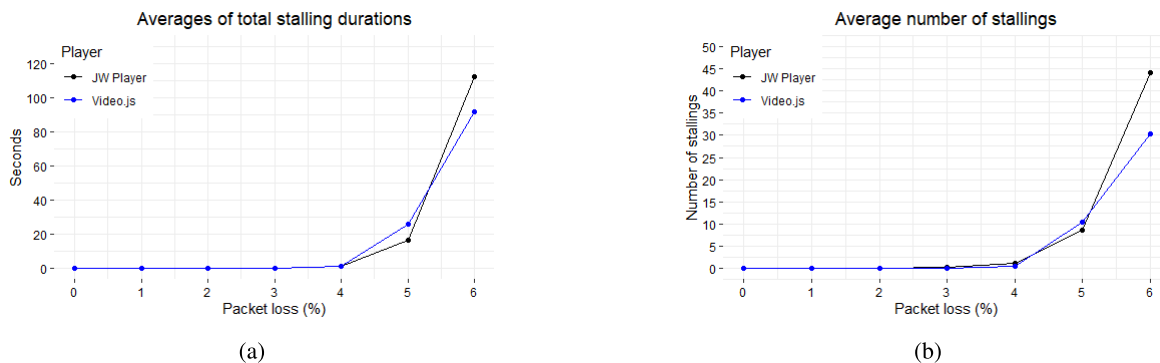 Averages of total stalling durations
Player
JW Player
Video.js
120
100
80
60
40
20
0
Seconds
0 1 2 3 4 5 6
Packet loss (%)
(a)
Average number of stallings
Player
JW Player
Video.js
50
45
40
35
30
25
20
15
10
5
0
Number of stallings
0 1 2 3 4 5 6
Packet loss (%)
(b)